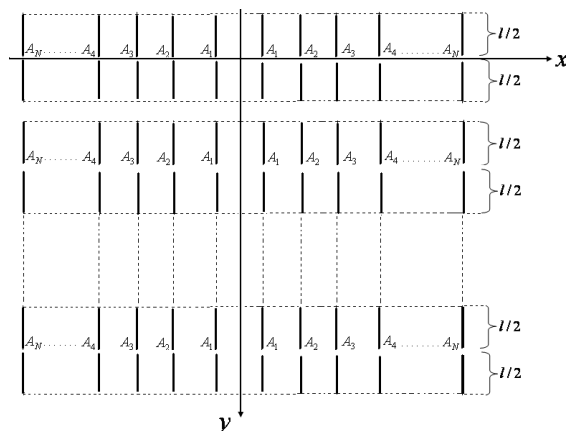 l/2
A_N ........ A_4 A_3 A_2 A_1 A_1 A_2 A_3 A_4 ........ A_N
x
l/2
l/2
A_N ........ A_4 A_3 A_2 A_1 A_1 A_2 A_3 A_4 ........ A_N
l/2
l/2
A_N ........ A_4 A_3 A_2 A_1 A_1 A_2 A_3 A_4 ........ A_N
l/2
y